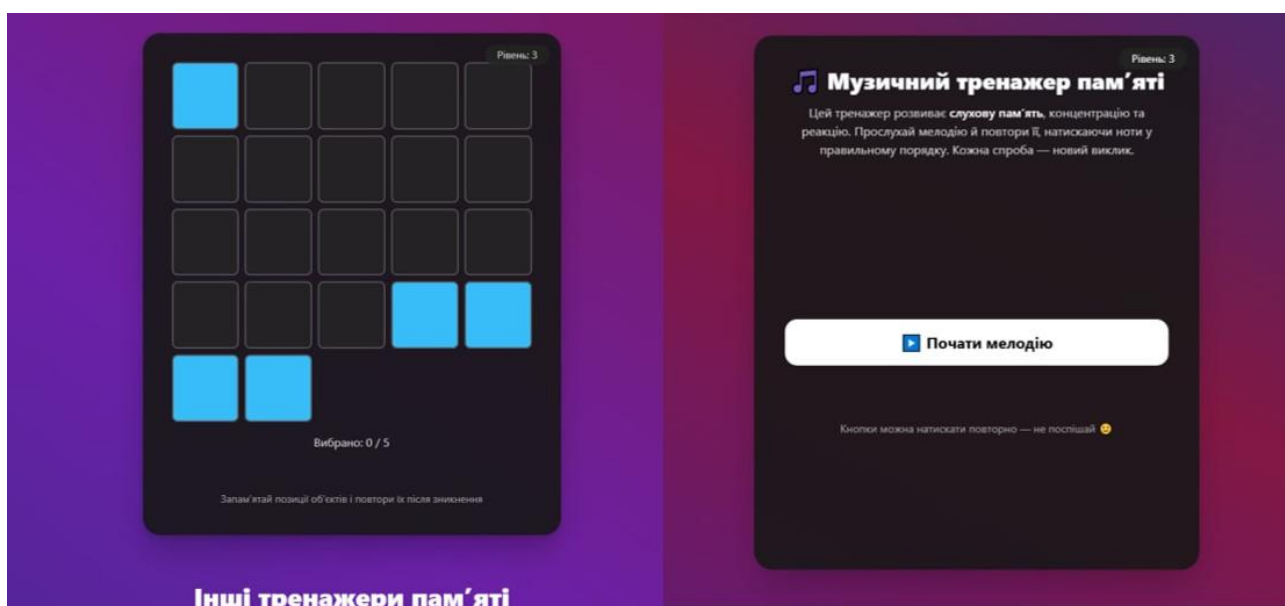 Рівень: 3
Вибрано: 0 / 5
Запам'ятай позиції об'єктів і повтори їх після зникнення
Інші тренажери пам’яті
Рівень: 3
🎵 Музичний тренажер пам’яті
Цей тренажер розвиває слухову пам’ять, концентрацію та
реакцію. Прослухай мелодію й повтори її, натискаючи ноти у
правильному порядку. Кожна спроба — новий виклик.
▶️ Почати мелодію
Кнопки можна натискати повторно — не поспішай 😉